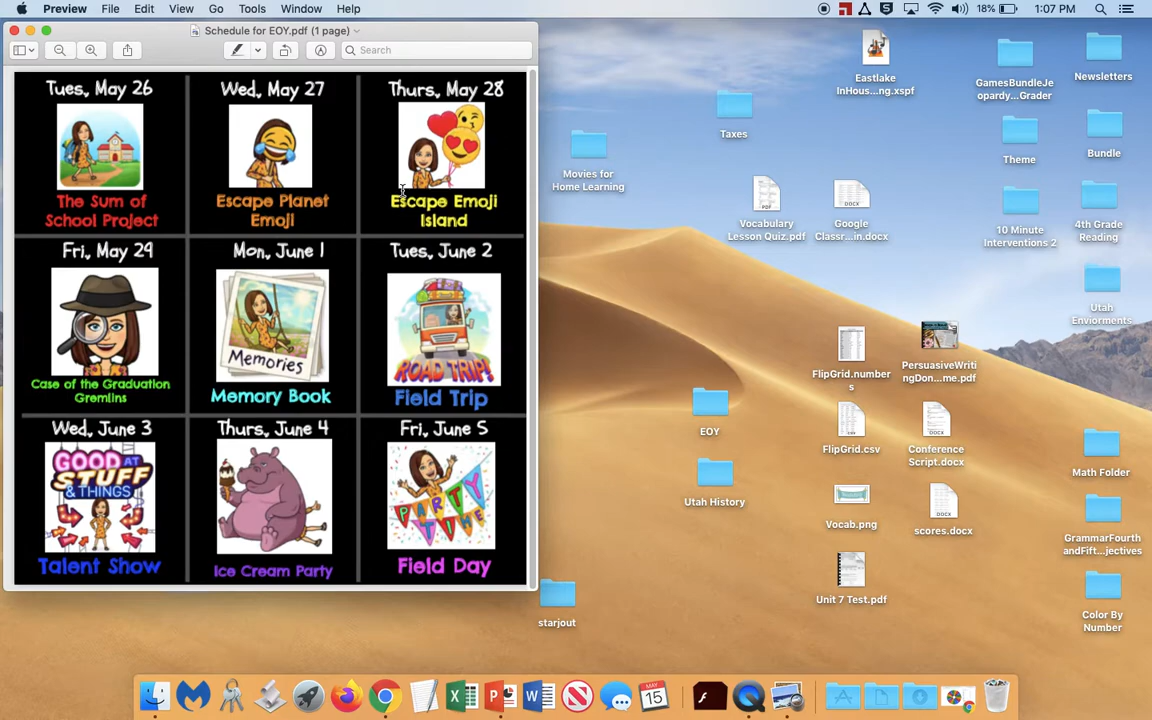 Preview File Edit View Go Tools Window Help 18% 1:07 PM
Schedule for EOY.pdf (1 page)
Search
Tues, May 26 Wed, May 27 Thurs, May 28
The Sum of
School Project
Escape Planet
Emoji
Escape Emoji
Island
Fri, May 29 Mon, June 1 Tues, June 2
Memories
ROAD TRIP!
Case of the Graduation
Gremlins
Memory Book
Field Trip
Wed, June 3 Thurs, June 4 Fri, June 5
GOOD AT
STUFF
& THINGS
PARTY
TIME
Talent Show
Ice Cream Party
Field Day
Eastlake
InHous...ng.xspf
GamesBundleJe
opardy...Grader
Newsletters
Taxes
Theme
Bundle
Movies for
Home Learning
Vocabulary
Lesson Quiz.pdf
Google
Classr...in.docx
10 Minute
Interventions 2
4th Grade
Reading
Utah
Enviorments
FlipGrid.number
s
PersuasiveWriti
ngDon...me.pdf
EOY
FlipGrid.csv
Conference
Script.docx
Math Folder
Utah History
Vocab.png
scores.docx
GrammarFourth
andFift...jectives
Unit 7 Test.pdf
starjout
Color By
Number
PDF
DOCX
CSV
DOCX
DOCX
MAY
15